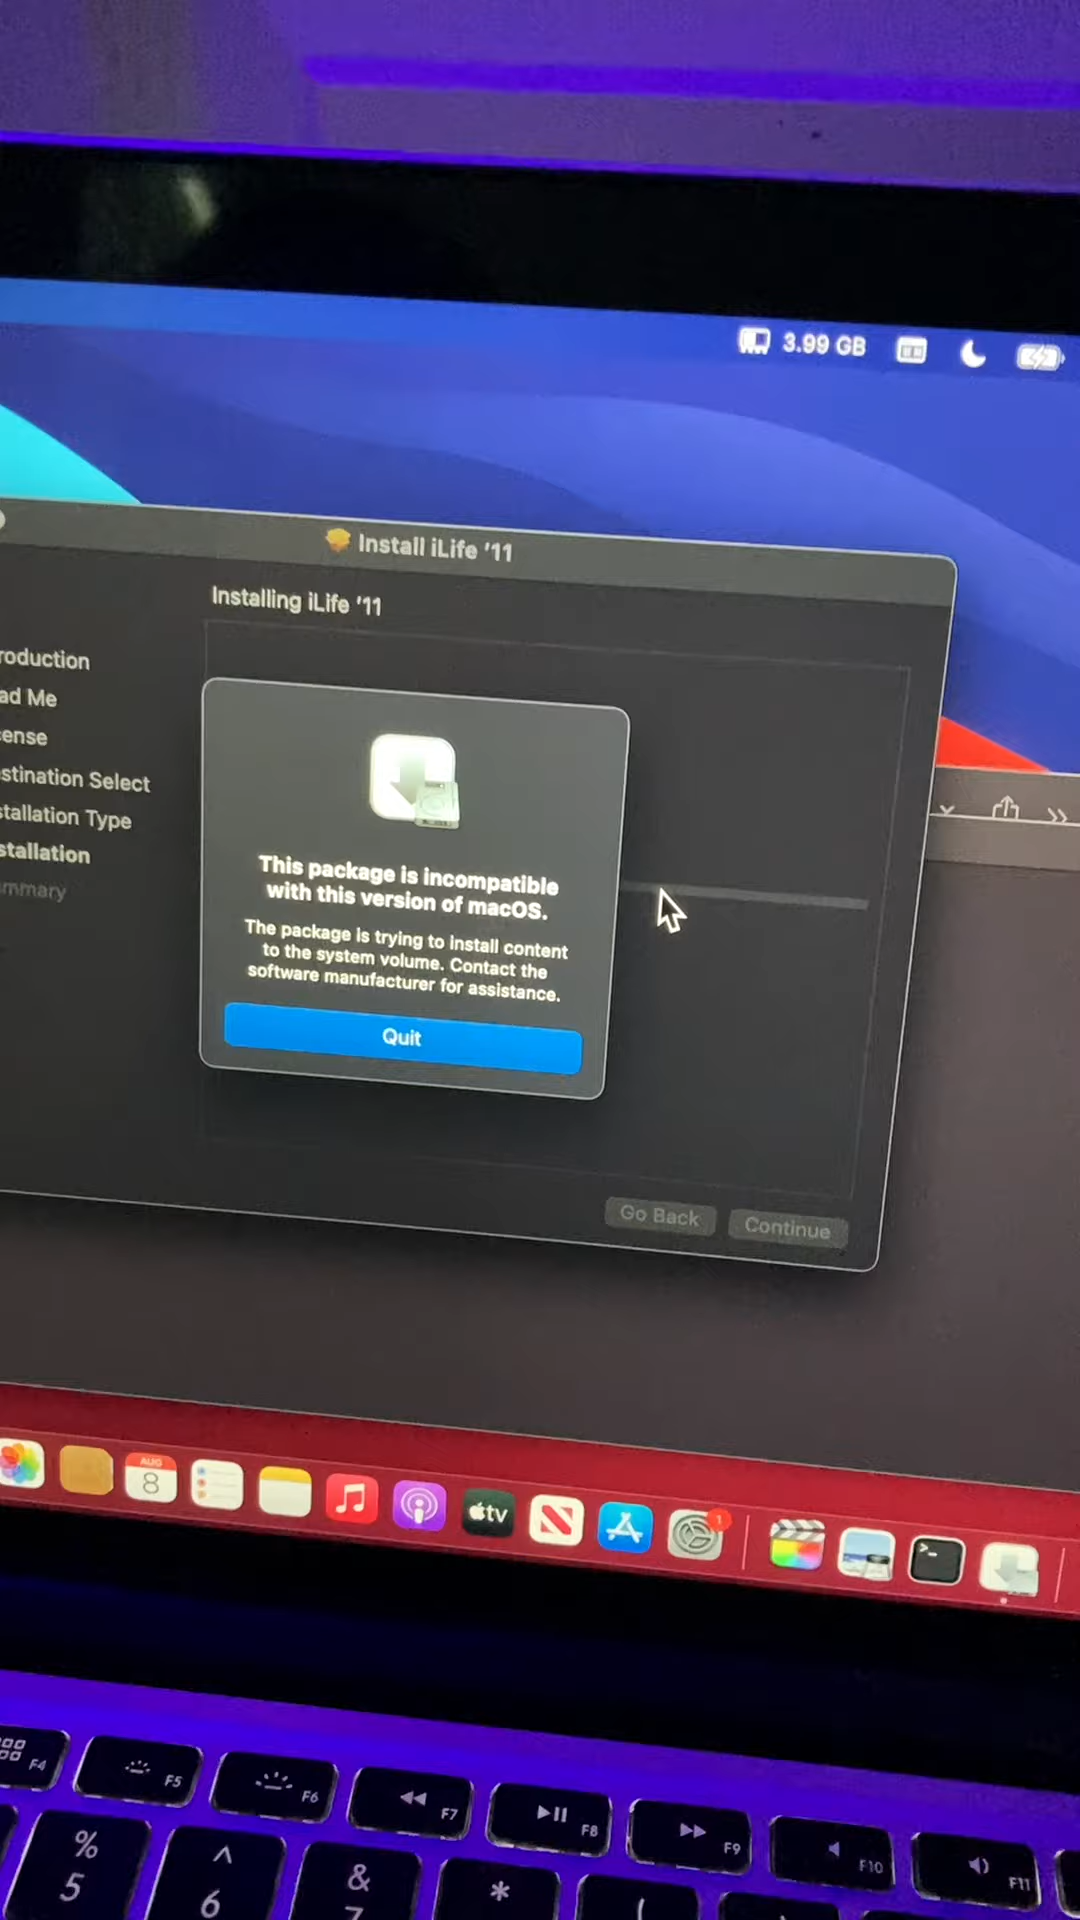 3.99 GB
Install iLife '11
Installing iLife '11
roduction
ad Me
ense
stination Select
stallation Type
stallation
mmary
This package is incompatible
with this version of macOS.
The package is trying to install content
to the system volume. Contact the
software manufacturer for assistance.
Quit
Go Back
Continue
AUG
8
tv
1
>-
F4
F5
F6
F7
F8
F9
F10
F11
%
5
^
6
&
7
*
(